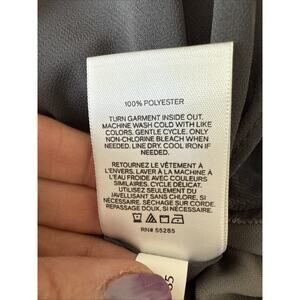 100% POLYESTER
TURN GARMENT INSIDE OUT.
MACHINE WASH COLD WITH LIKE
COLORS. GENTLE CYCLE. ONLY
NON-CHLORINE BLEACH WHEN
NEEDED. LINE DRY. COOL IRON IF
NEEDED.
RETOURNEZ LE VÊTEMENT À
L'ENVERS. LAVER À LA MACHINE À
L'EAU FROIDE AVEC COULEURS
SIMILAIRES. CYCLE DÉLICAT.
UTILISEZ SEULEMENT DU
JAVELLISANT SANS CHLORE, SI
NÉCESSAIRE. SÉCHAGE SUR CORDE.
REPASSAGE DOUX, SI NÉCESSAIRE.
RN# 55285